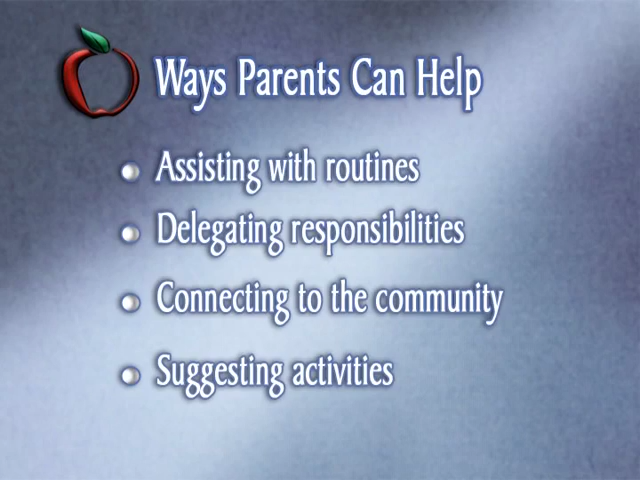 Ways Parents Can Help
Assisting with routines
Delegating responsibilities
Connecting to the community
Suggesting activities